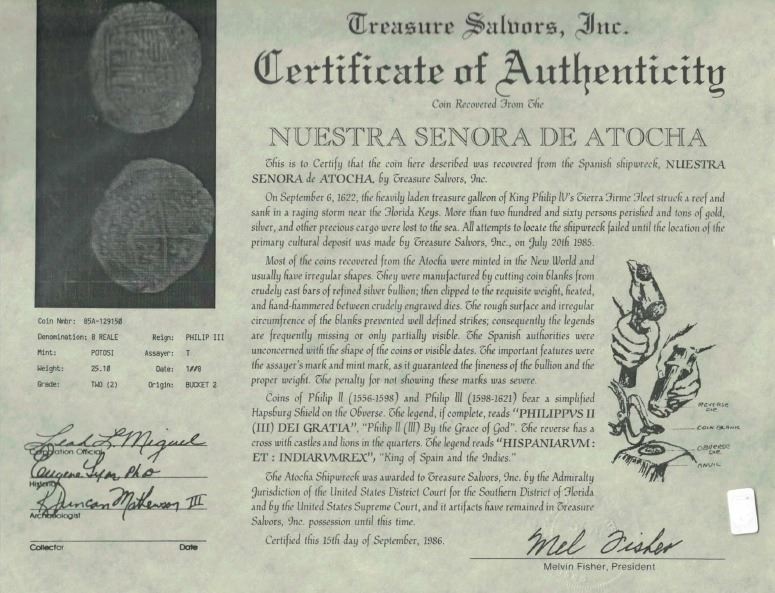 Treasure Salvors, Inc.
Certificate of Authenticity
Coin Recovered From The
NUESTRA SENORA DE ATOCHA
This is to Certify that the coin here described was recovered from the Spanish shipwreck, NUESTRA
SENORA de ATOCHA, by Treasure Salvors, Inc.
On September 6, 1622, the heavily laden treasure galleon of King Philip IV's Tierra Firme Fleet struck a reef and
sank in a raging storm near the Florida Keys. More than two hundred and sixty persons perished and tons of gold,
silver, and other precious cargo were lost to the sea. All attempts to locate the shipwreck failed until the location of the
primary cultural deposit was made by Treasure Salvors, Inc., on July 20th 1985.
Most of the coins recovered from the Atocha were minted in the New World and
usually have irregular shapes. They were manufactured by cutting coin blanks from
crudely cast bars of refined silver bullion; then clipped to the requisite weight, heated,
and hand-hammered between crudely engraved dies. The rough surface and irregular
circumfrence of the blanks prevented well defined strikes; consequently the legends
are frequently missing or only partially visible. The Spanish authorities were
unconcerned with the shape of the coins or visible dates. The important features were
the assayer's mark and mint mark, as it guaranteed the fineness of the bullion and the
proper weight. The penalty for not showing these marks was severe.
Coins of Philip II (1556-1598) and Philip III (1598-1621) bear a simplified
Hapsburg Shield on the Obverse. The legend, if complete, reads "PHILIPPVS II
(III) DEI GRATIA", "Philip II (III) By the Grace of God". The reverse has a
cross with castles and lions in the quarters. The legend reads "HISPANIARVM :
ET : INDIARVMREX", "King of Spain and the Indies."
The Atocha Shipwreck was awarded to Treasure Salvors, Inc. by the Admiralty
Jurisdiction of the United States District Court for the Southern District of Florida
and by the United States Supreme Court, and it artifacts have remained in Treasure
Salvors, Inc. possession until this time.
Certified this 15th day of September, 1986.
REVERSE
DIE
COIN BLANK
OBVERSE
DIE
ANVIL
Mel Fisher
Melvin Fisher, President
Coin Nmbr: 85A-129150
Denomination: 8 REALE Reign: PHILIP III
Mint: POTOSI Assayer: T
Weight: 25.10 Date: 1##8
Grade: TWO (2) Origin: BUCKET 2
Leah L. Miguel
Corporation Official
Eugene Lyon PhD
Historian
R Duncan Mathewson III
Archaeologist
Collector Date